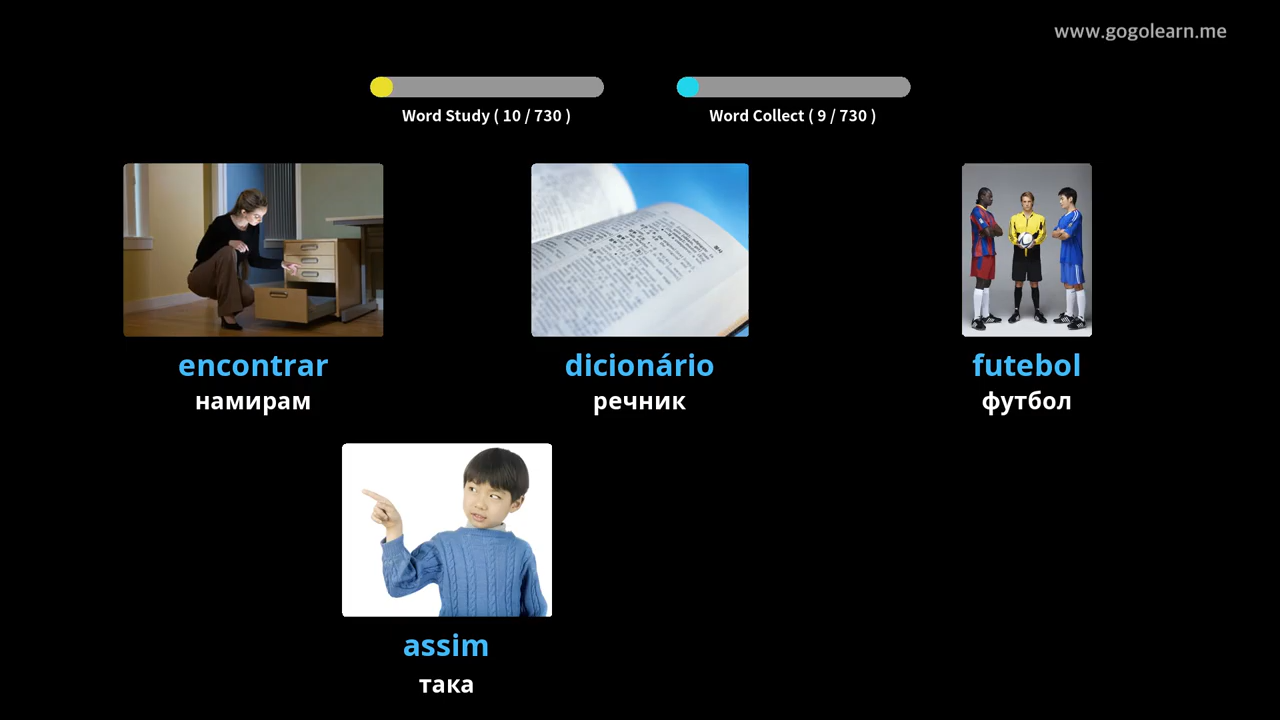 www.gogolearn.me
Word Study ( 10 / 730 )
Word Collect ( 9 / 730 )
encontrar
намирам
dicionário
речник
futebol
футбол
assim
така